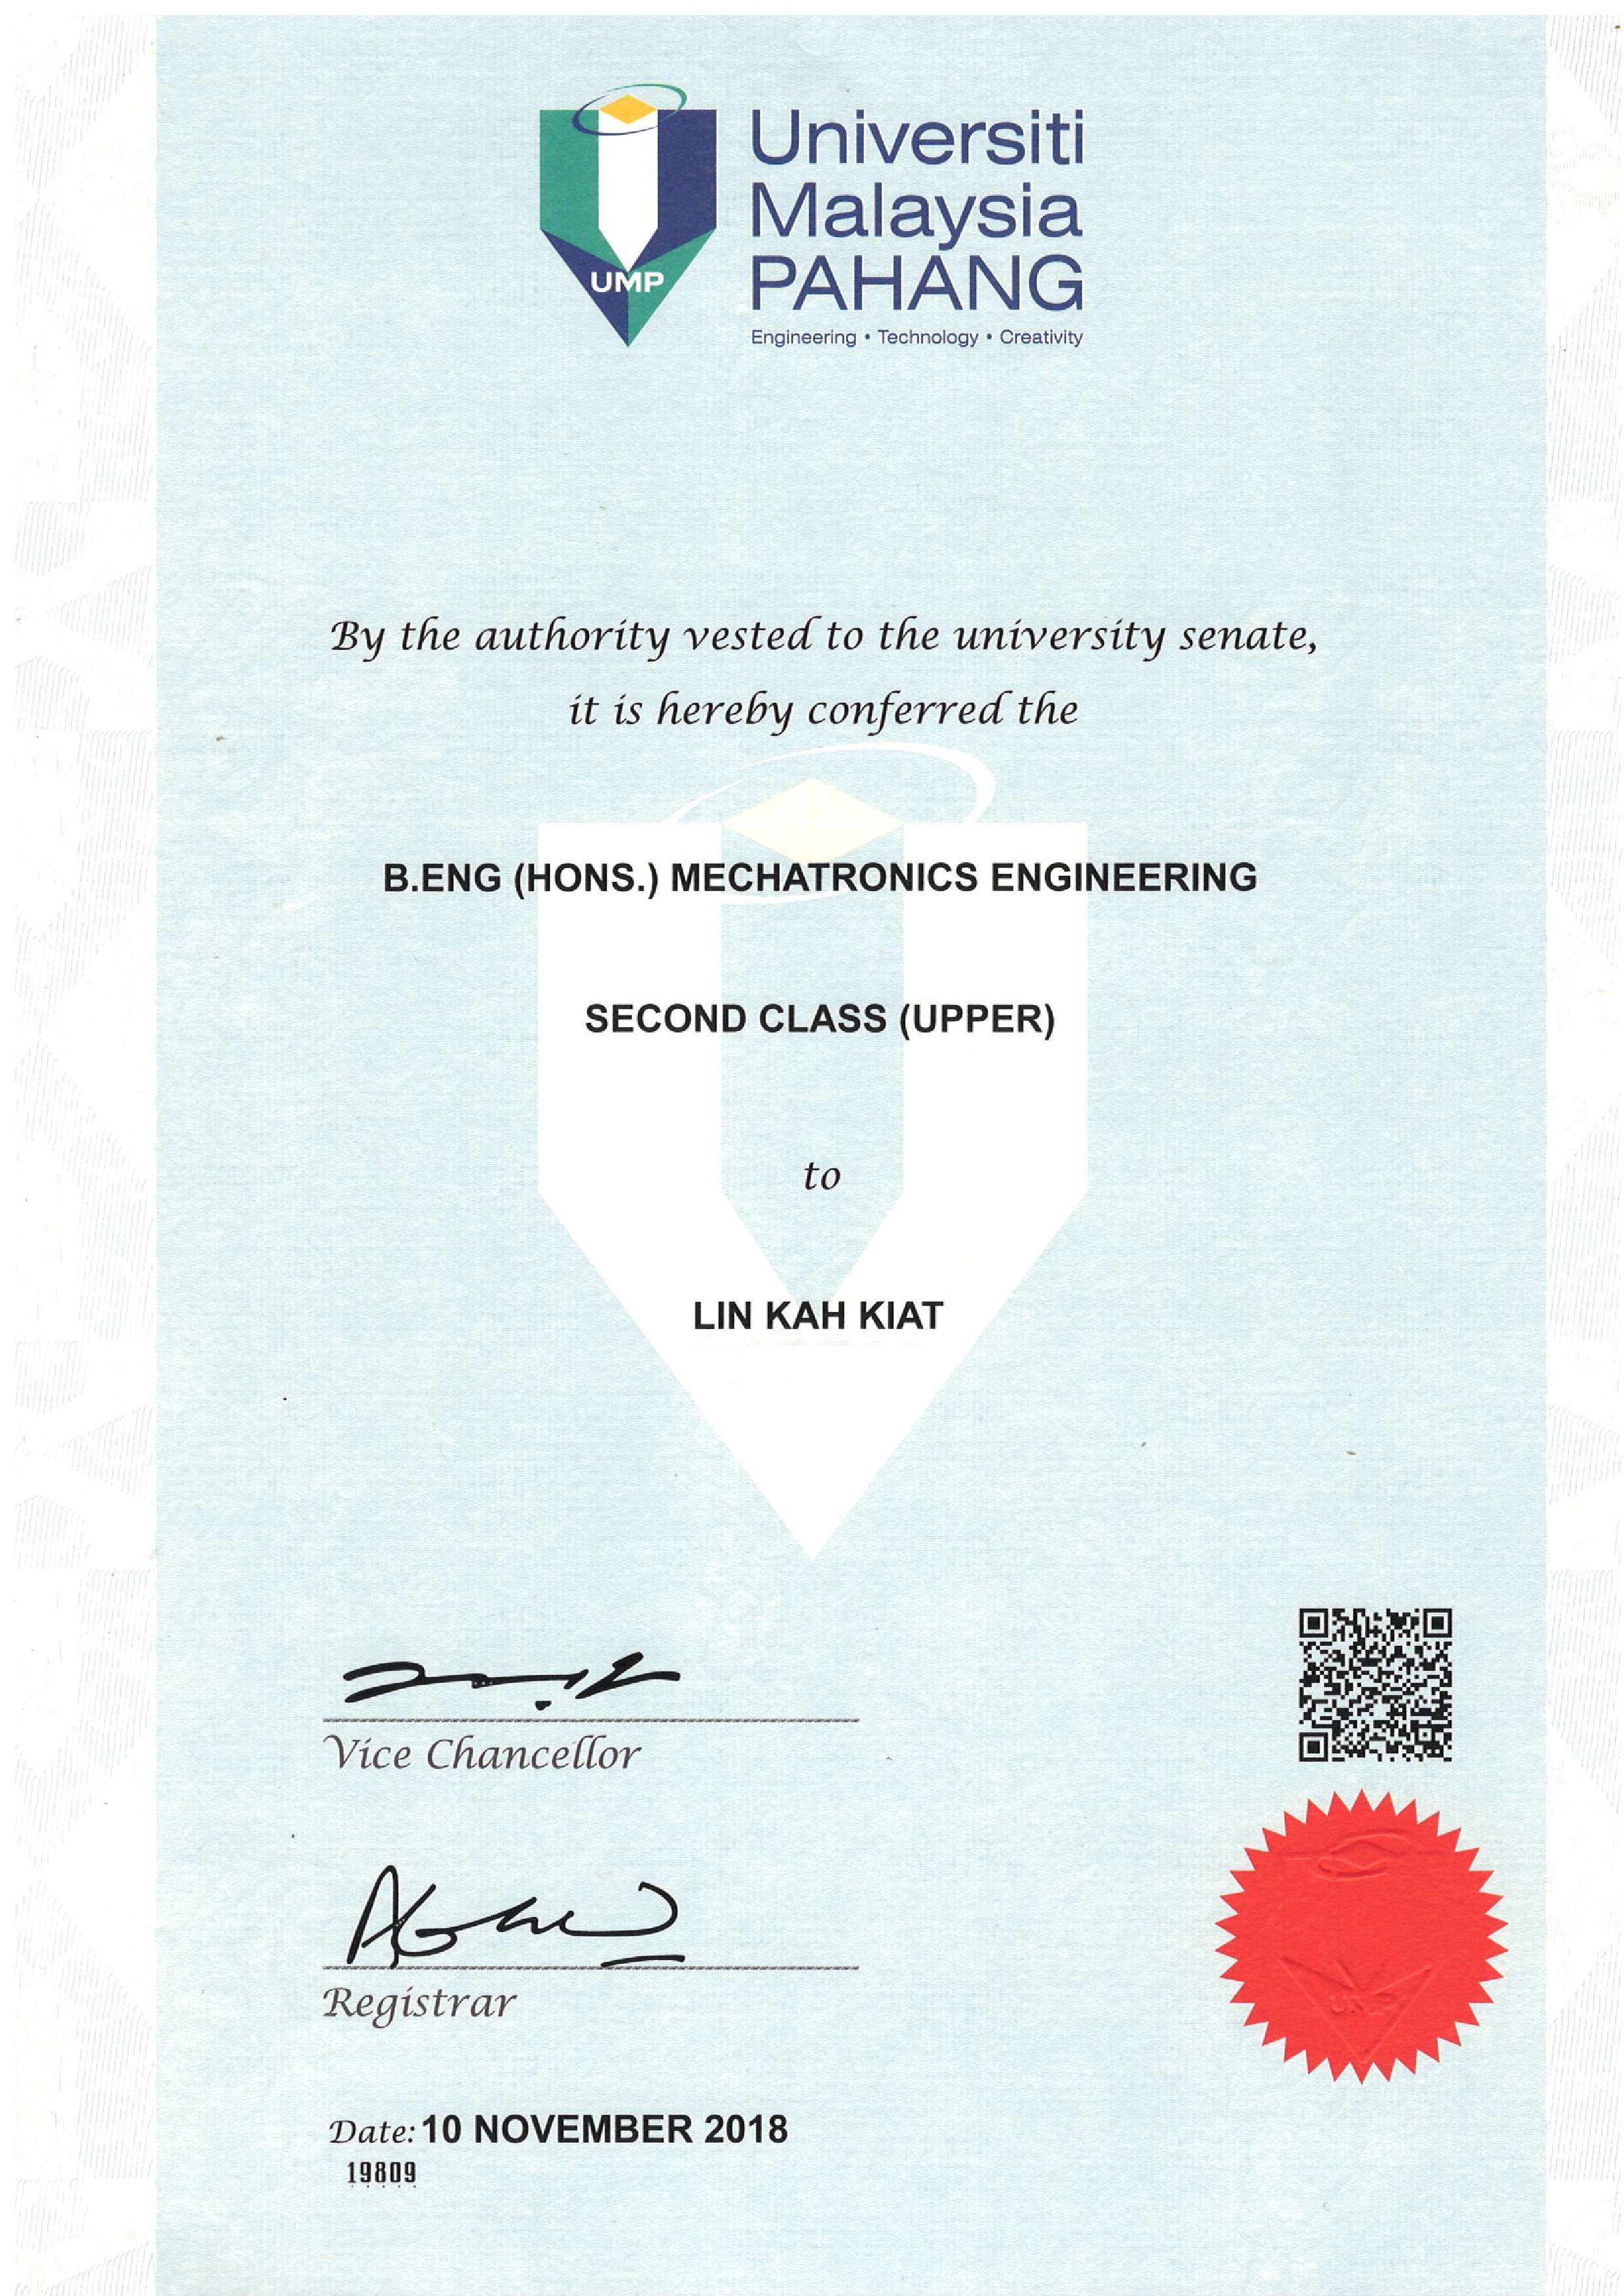 UMP
Universiti
Malaysia
PAHANG
Engineering • Technology • Creativity
By the authority vested to the university senate,
it is hereby conferred the
B.ENG (HONS.) MECHATRONICS ENGINEERING
SECOND CLASS (UPPER)
to
LIN KAH KIAT
Vice Chancellor
Registrar
UMP
Date: 10 NOVEMBER 2018
19809